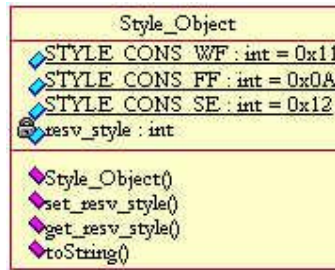 Style_Object
STYLE_CONS_WF : int = 0x11
STYLE_CONS_FF : int = 0x0A
STYLE_CONS_SE : int = 0x12
resv_style : int
Style_Object()
set_resv_style()
get_resv_style()
toString()